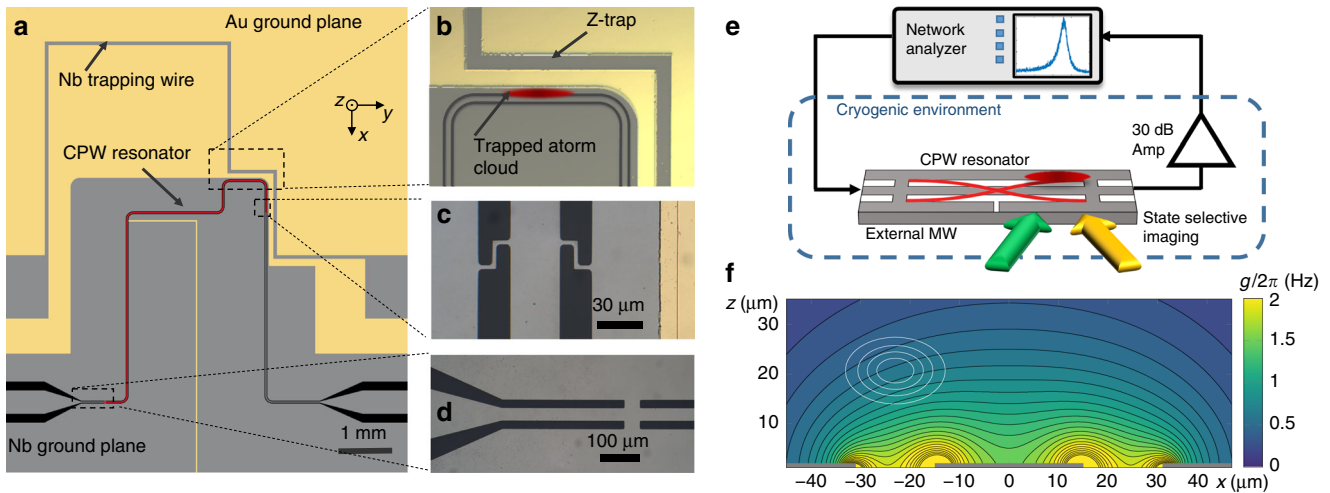 a
Au ground plane
Nb trapping wire
z
y
x
CPW resonator
Nb ground plane
1 mm
b
Z-trap
Trapped atorm
cloud
c
30 μm
d
100 μm
e
Network
analyzer
Cryogenic environment
30 dB
Amp
CPW resonator
External MW
State selective
imaging
f
g/2π (Hz)
z (μm)
30
20
10
2
1.5
1
0.5
0
−40
−30
−20
−10
0
10
20
30
40
x (μm)